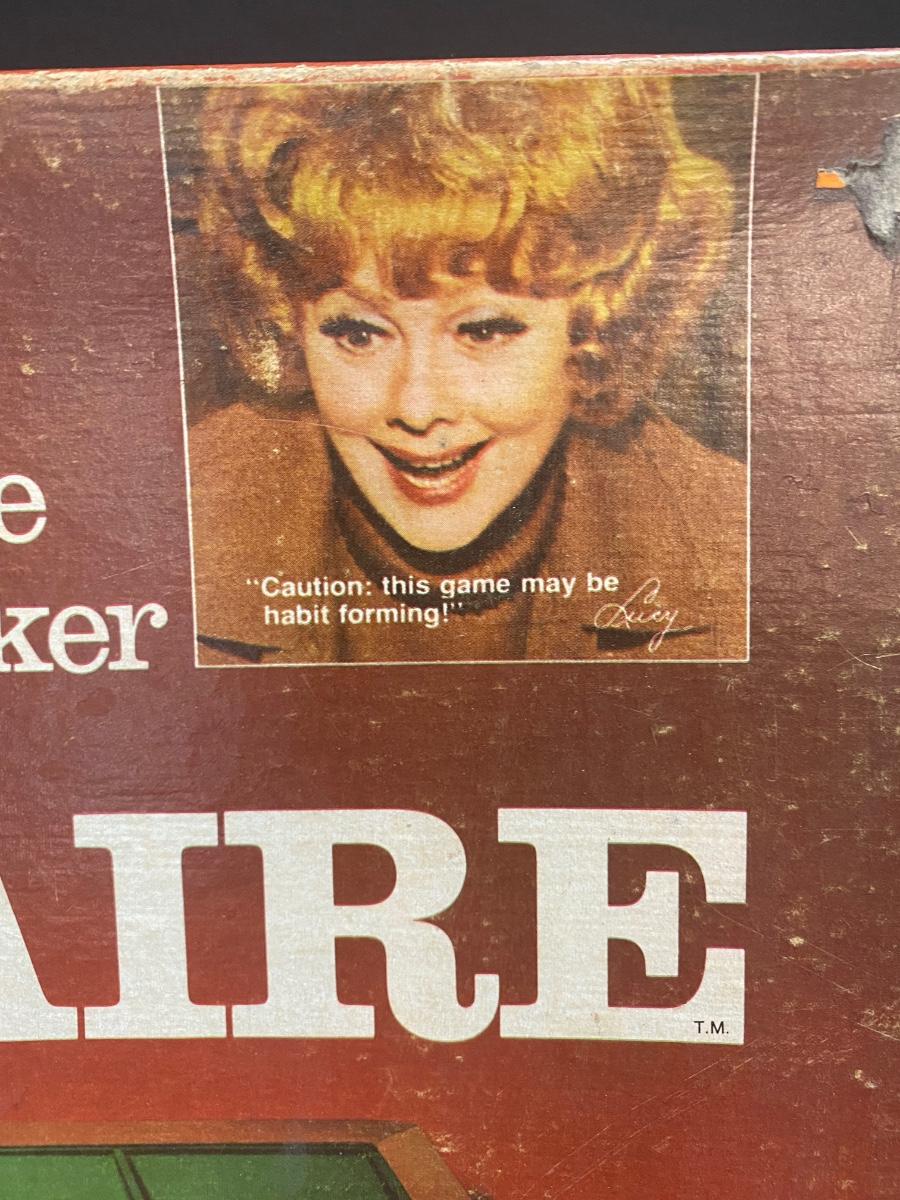 "Caution: this game may be
habit forming!"
Lucy
e
ker
AIRE
T.M.